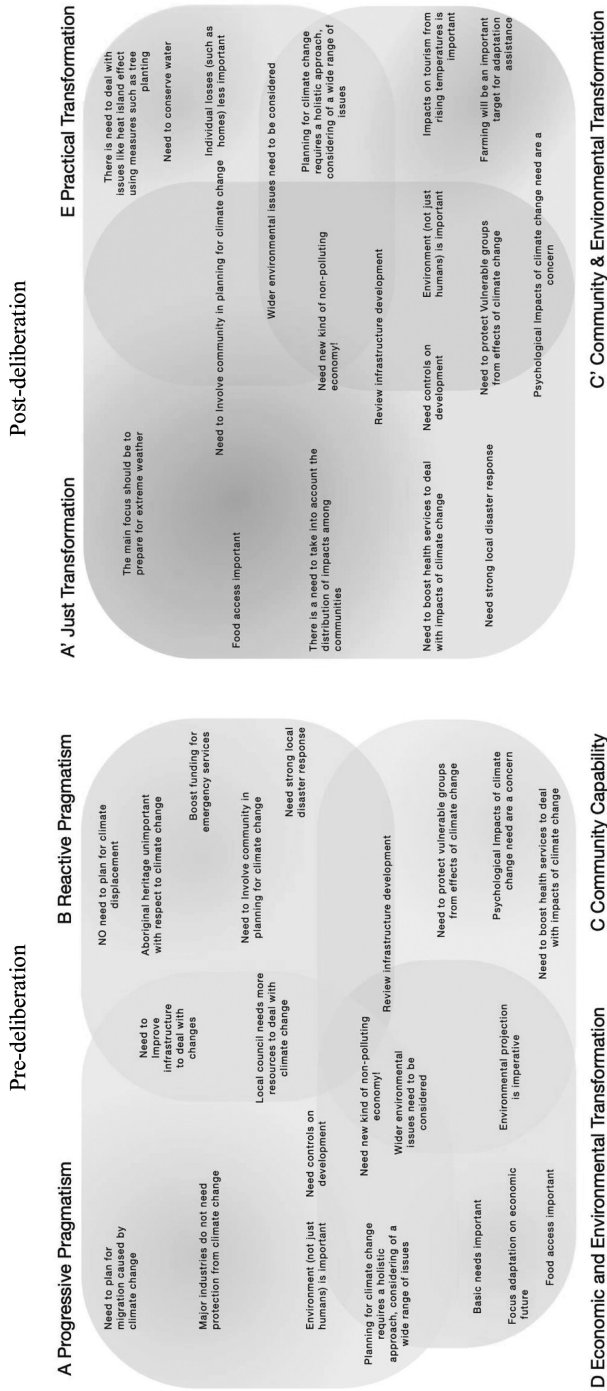 Pre-deliberation
A Progressive Pragmatism
B Reactive Pragmatism
Need to plan for
migration caused by
climate change
Major industries do not need
protection from climate change
Environment (not just
humans) is important
Need controls on
development
Planning for climate change
requires a holistic
approach, considering of a
wide range of issues
Need to
Improve
infrastructure
to deal with
changes
Local council needs more
resources to deal with
climate change
NO need to plan for climate
displacement
Aboriginal heritage unimportant
with respect to climate change
Boost funding for
emergency services
Need to Involve community in
planning for climate change
Need strong local
disaster response
Need new kind of non-polluting
economy!
Review infrastructure development
Wider environmental
issues need to be
considered
Basic needs important
Focus adaptation on economic
future
Food access important
Environmental projection
is imperative
Need to protect vulnerable groups
from effects of climate change
Psychological Impacts of climate
change need are a concern
Need to boost health services to deal
with impacts of climate change
D Economic and Environmental Transformation
C Community Capability
Post-deliberation
A' Just Transformation
E Practical Transformation
The main focus should be to
prepare for extreme weather
There is need to deal with
issues like heat island effect
using measures such as tree
planting
Need to conserve water
Individual losses (such as
homes) less important
Need to Involve community in planning for climate change
Food access important
Wider environmental issues need to be considered
There is a need to take into account the
distribution of impacts among
communities
Need new kind of non-polluting
economy!
Planning for climate change
requires a holistic approach,
considering of a wide range of
issues
Review infrastructure development
Need to boost health services to deal
with impacts of climate change
Need controls on
development
Environment (not just
humans) is important
Impacts on tourism from
rising temperatures is
important
Need strong local disaster response
Need to protect Vulnerable groups
from effects of climate change
Farming will be an important
target for adaptation
assistance
Psychological Impacts of climate change need are a
concern
C' Community & Environmental Transformation